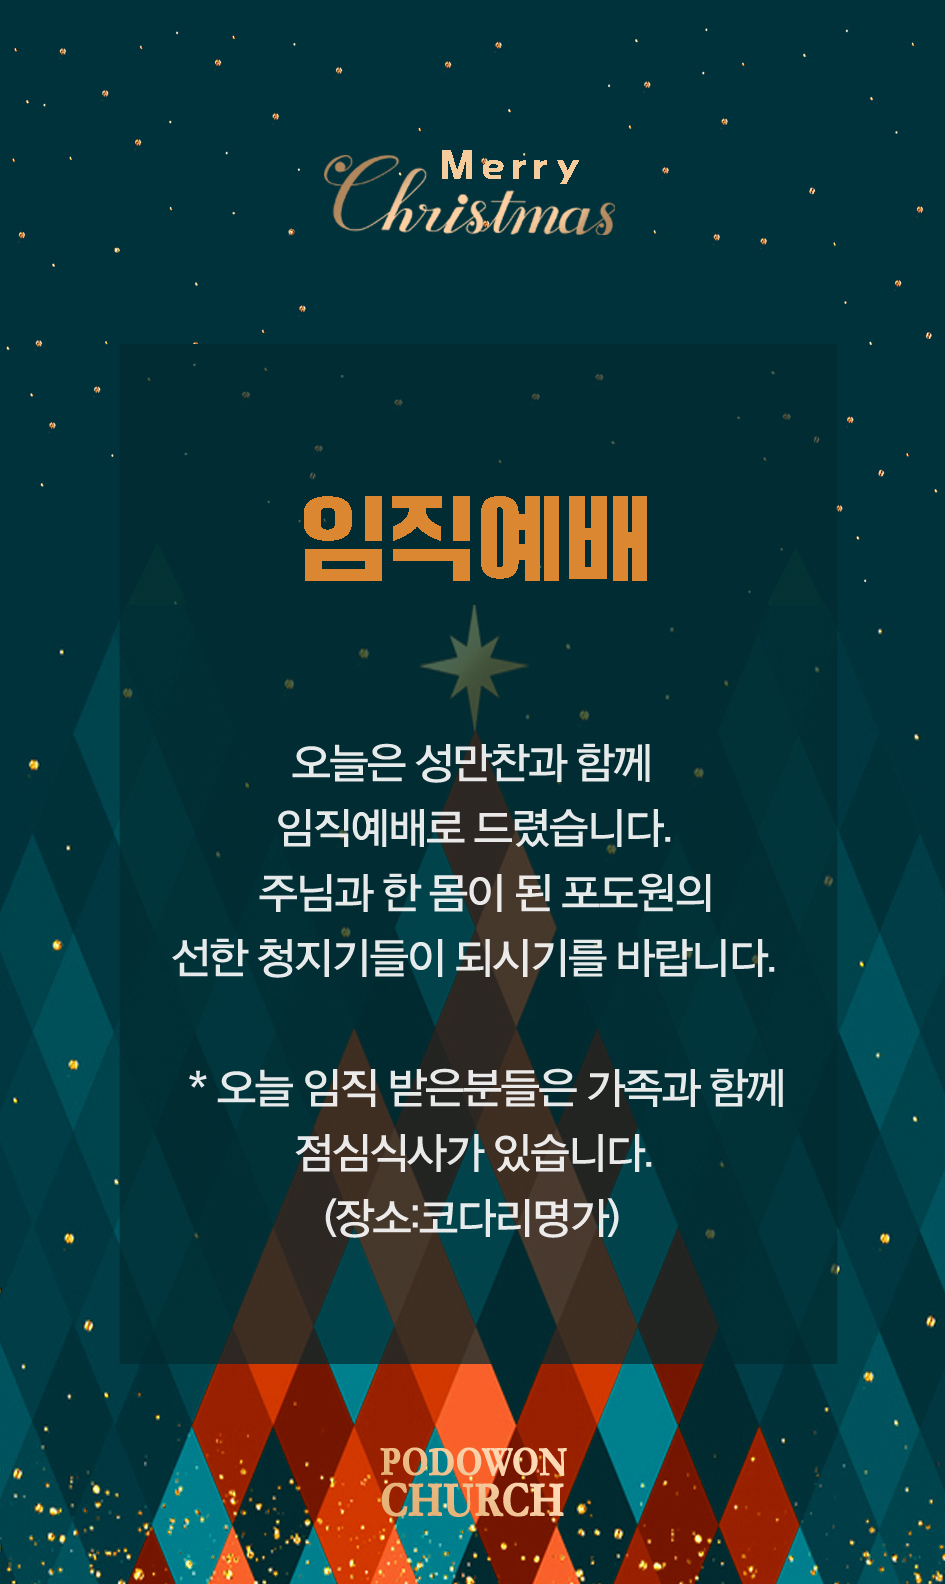 Merry
Christmas
임직예배
오늘은 성만찬과 함께
임직예배로 드렸습니다.
주님과 한 몸이 된 포도원의
선한 청지기들이 되시기를 바랍니다.
* 오늘 임직 받은분들은 가족과 함께
점심식사가 있습니다.
(장소:코다리명가)
PODOWON
CHURCH